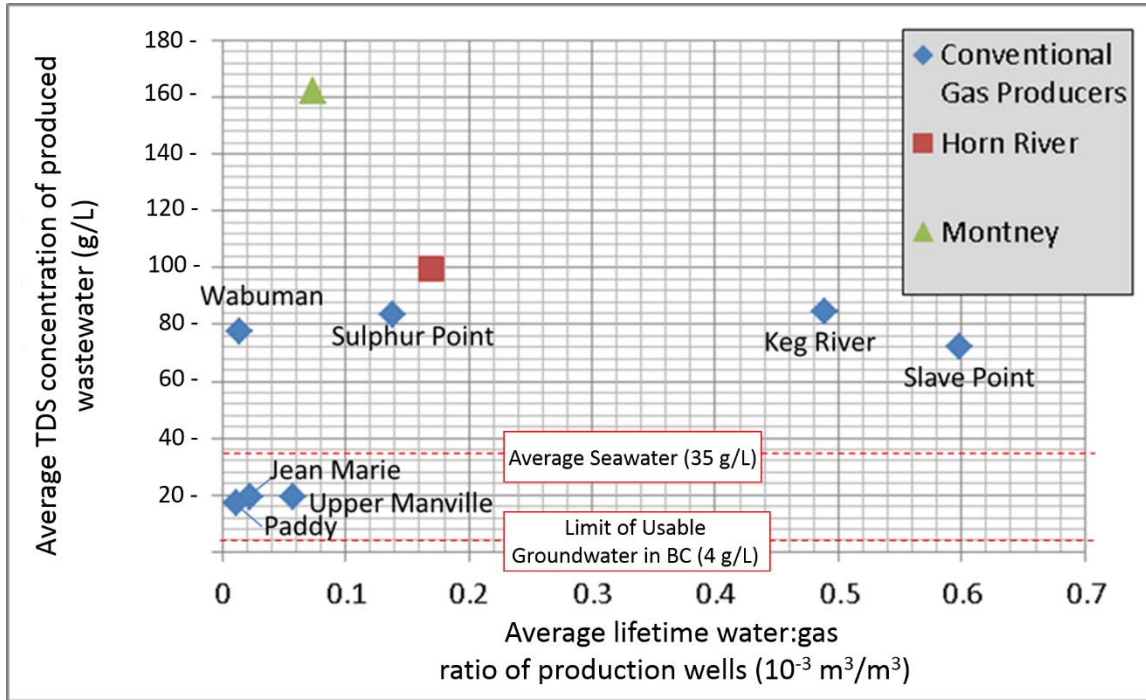 Average TDS concentration of produced
wastewater (g/L)
180 -
160 -
140 -
120 -
100 -
80 -
60 -
40 -
20 -
Conventional
Gas Producers
Horn River
Montney
Wabuman
Sulphur Point
Keg River
Slave Point
Average Seawater (35 g/L)
Jean Marie
Upper Manville
Paddy
Limit of Usable
Groundwater in BC (4 g/L)
0 0.1 0.2 0.3 0.4 0.5 0.6 0.7
Average lifetime water:gas
ratio of production wells (10⁻³ m³/m³)